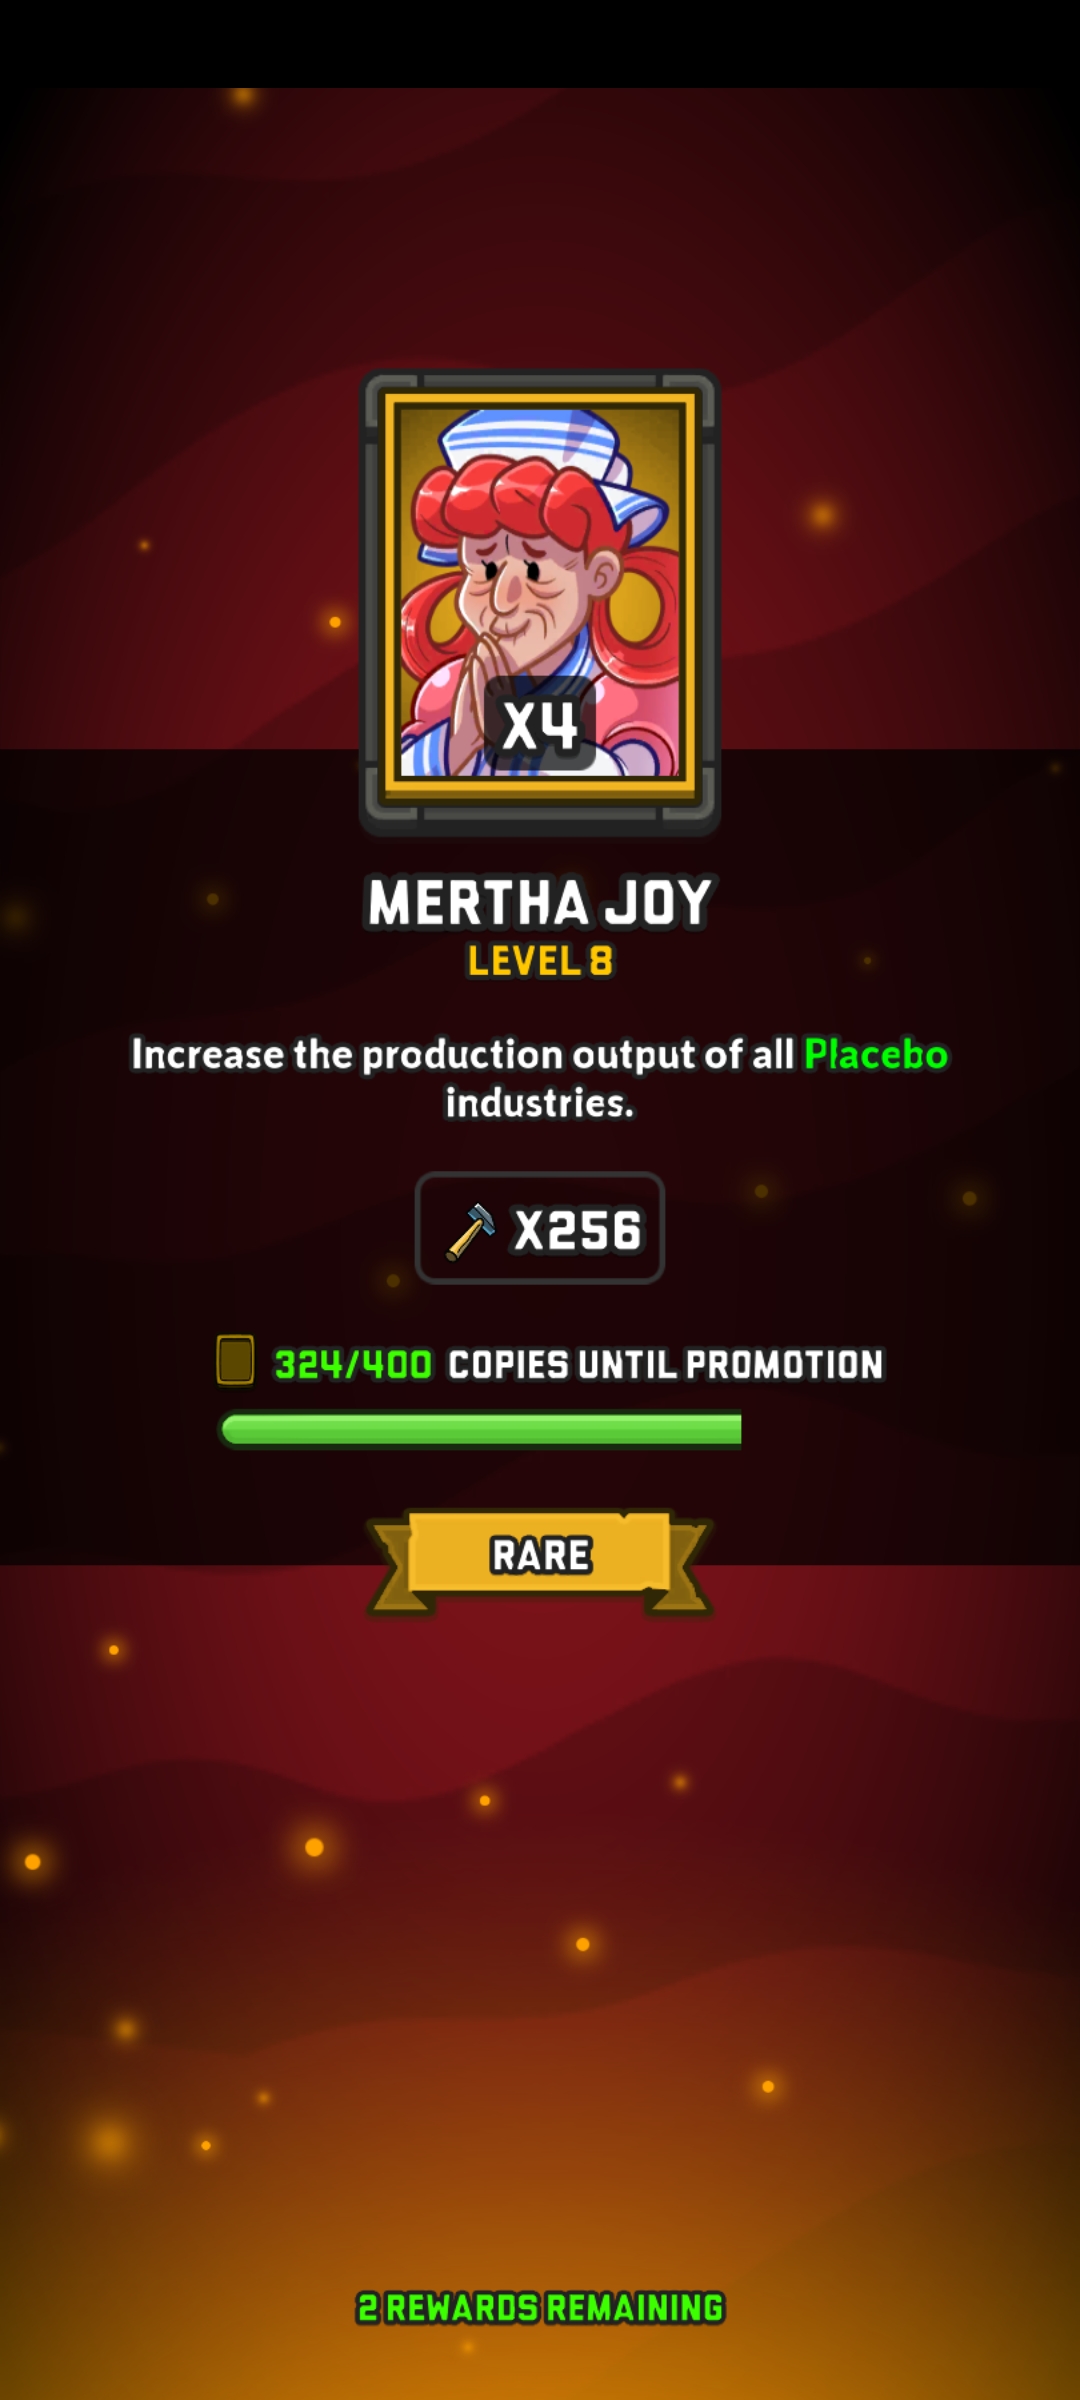 X4
MERTHA JOY
LEVEL 8
Increase the production output of all Placebo
industries.
X256
324/400 COPIES UNTIL PROMOTION
RARE
2 REWARDS REMAINING